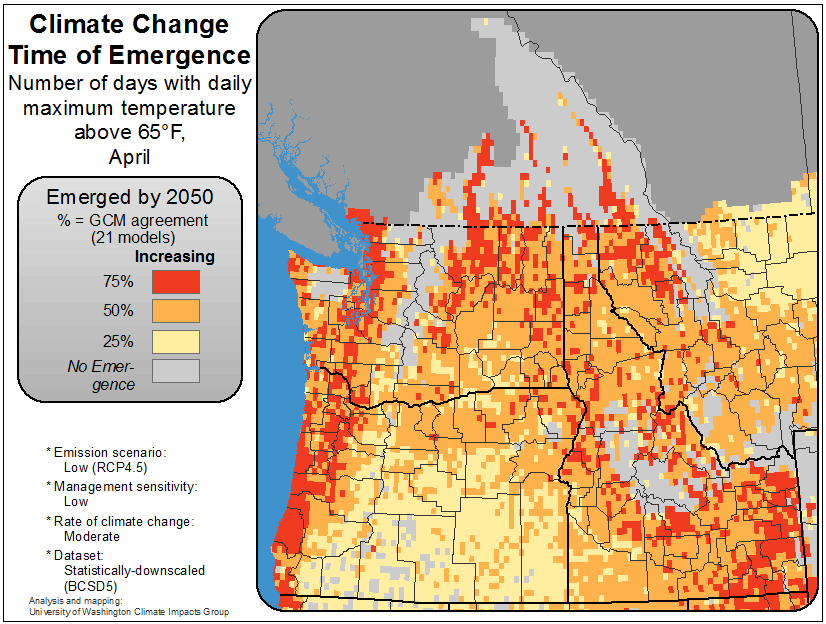 Climate Change
Time of Emergence
Number of days with daily
maximum temperature
above 65°F,
April
Emerged by 2050
% = GCM agreement
(21 models)
Increasing
75%
50%
25%
No Emer-
gence
* Emission scenario:
Low (RCP4.5)
* Management sensitivity:
Low
* Rate of climate change:
Moderate
* Dataset:
Statistically-downscaled
(BCSD5)
Analysis and mapping:
University of Washington Climate Impacts Group